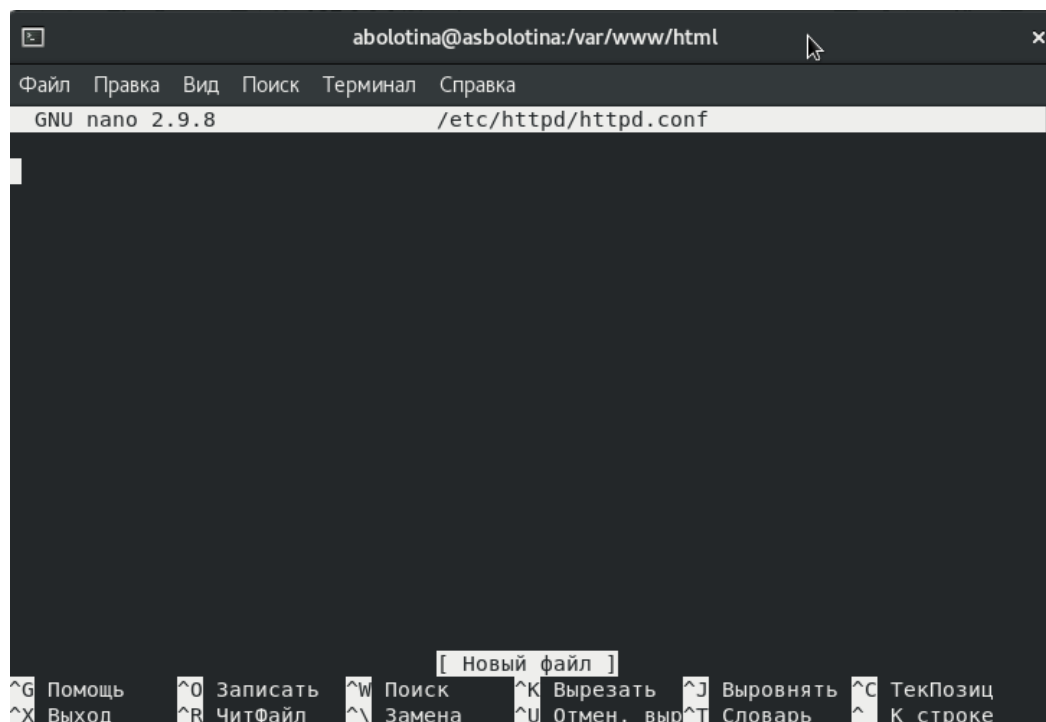 abolotina@asbolotina:/var/www/html
Файл Правка Вид Поиск Терминал Справка
GNU nano 2.9.8 /etc/httpd/httpd.conf
[ Новый файл ]
^G Помощь ^O Записать ^W Поиск ^K Вырезать ^J Выровнять ^C ТекПозиц
^X Выход ^R ЧитФайл ^\ Замена ^U Отмен. выр^T Словарь ^_ К строке